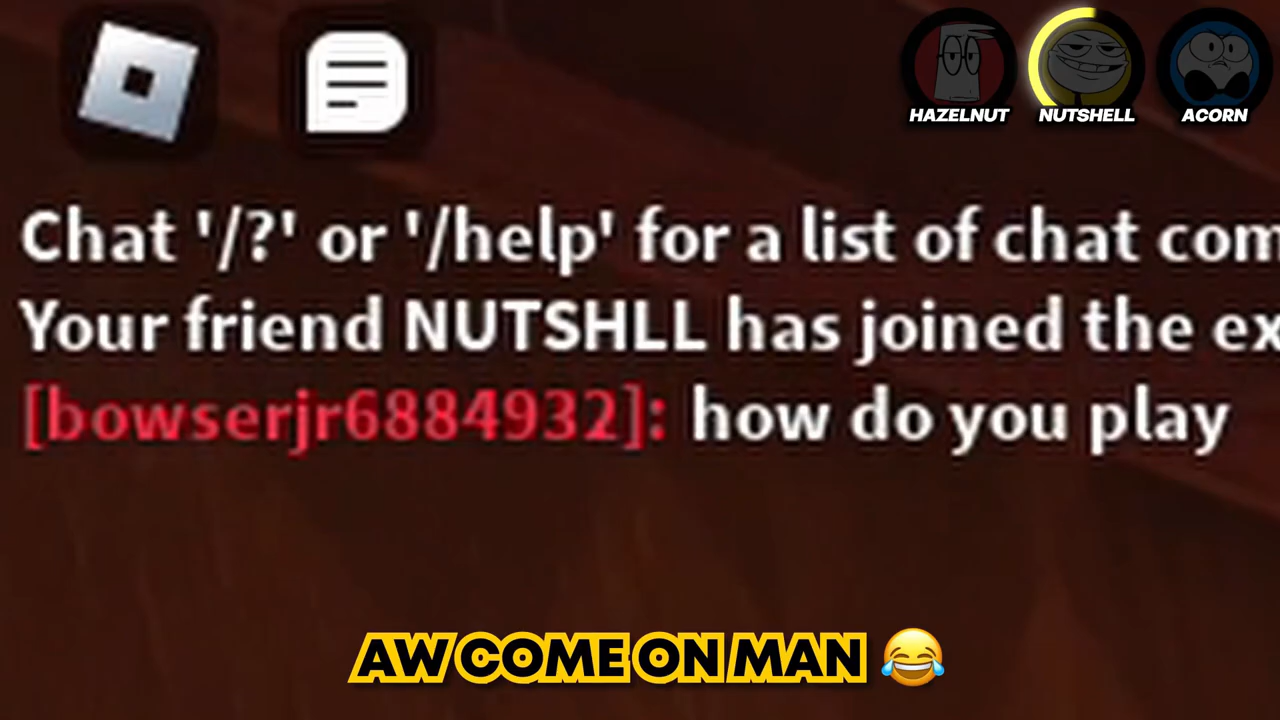 HAZELNUT NUTSHELL ACORN
Chat '/?' or '/help' for a list of chat com
Your friend NUTSHLL has joined the ex
[bowserjr6884932]: how do you play
AW COME ON MAN 😂